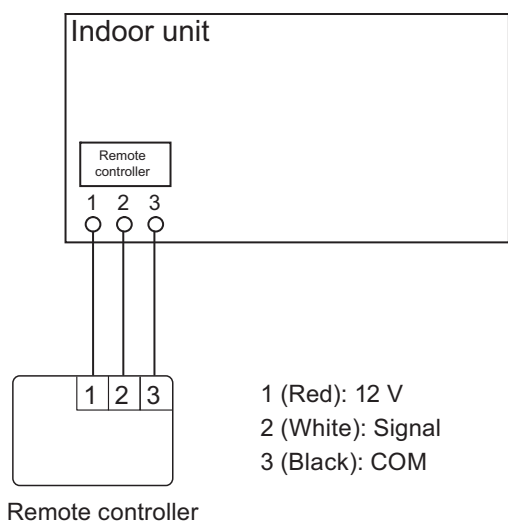 Indoor unit
Remote
controller
1 2 3
1 2 3
1 (Red): 12 V
2 (White): Signal
3 (Black): COM
Remote controller